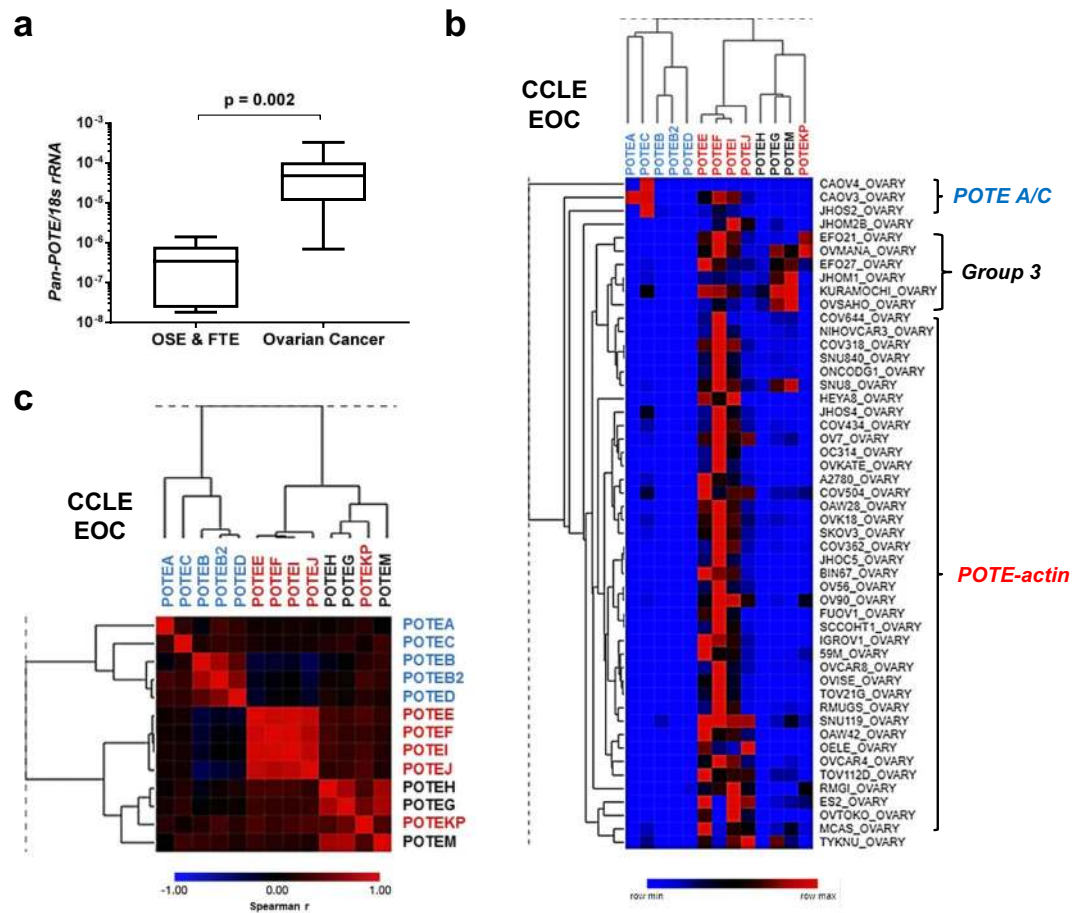 a
p = 0.002
Pan-POTE/18s rRNA
10-3
10-4
10-5
10-6
10-7
10-8
OSE & FTE
Ovarian Cancer
b
CCLE
EOC
POTEA
POTEC
POTEB
POTEB2
POTED
POTEE
POTEF
POTEI
POTEJ
POTEH
POTEG
POTEM
POTEKP
CAOV4_OVARY
CAOV3_OVARY
JHOS2_OVARY
JHOM2B_OVARY
EFO21_OVARY
OVMANA_OVARY
EFO27_OVARY
JHOM1_OVARY
KURAMOCHI_OVARY
OVSAHO_OVARY
COV644_OVARY
NIHOVCAR3_OVARY
COV318_OVARY
SNU840_OVARY
ONCODG1_OVARY
SNU8_OVARY
HEYA8_OVARY
JHOS4_OVARY
COV434_OVARY
OV7_OVARY
OC314_OVARY
OVKATE_OVARY
A2780_OVARY
COV504_OVARY
OAW28_OVARY
OVK18_OVARY
SKOV3_OVARY
COV362_OVARY
JHOC5_OVARY
BIN67_OVARY
OV56_OVARY
OV90_OVARY
FUOV1_OVARY
SCCOHT1_OVARY
IGROV1_OVARY
59M_OVARY
OVCAR8_OVARY
OVISE_OVARY
TOV21G_OVARY
RMUGS_OVARY
SNU119_OVARY
OAW42_OVARY
OELE_OVARY
OVCAR4_OVARY
TOV112D_OVARY
RMGI_OVARY
ES2_OVARY
OVTOKO_OVARY
MCAS_OVARY
TYKNU_OVARY
POTE A/C
Group 3
POTE-actin
row min
row max
c
CCLE
EOC
POTEA
POTEC
POTEB
POTEB2
POTED
POTEE
POTEF
POTEI
POTEJ
POTEH
POTEG
POTEKP
POTEM
POTEA
POTEC
POTEB
POTEB2
POTED
POTEE
POTEF
POTEI
POTEJ
POTEH
POTEG
POTEKP
POTEM
-1.00
0.00
1.00
Spearman r